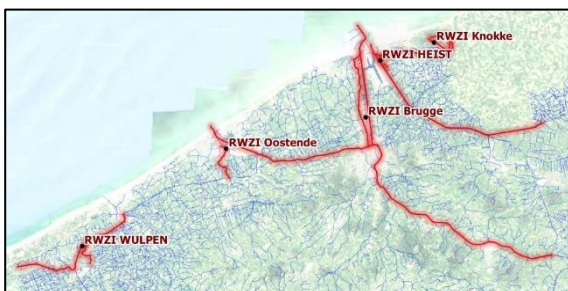 RWZI Knokke
RWZI HEIST
RWZI Brugge
RWZI Oostende
RWZI WULPEN